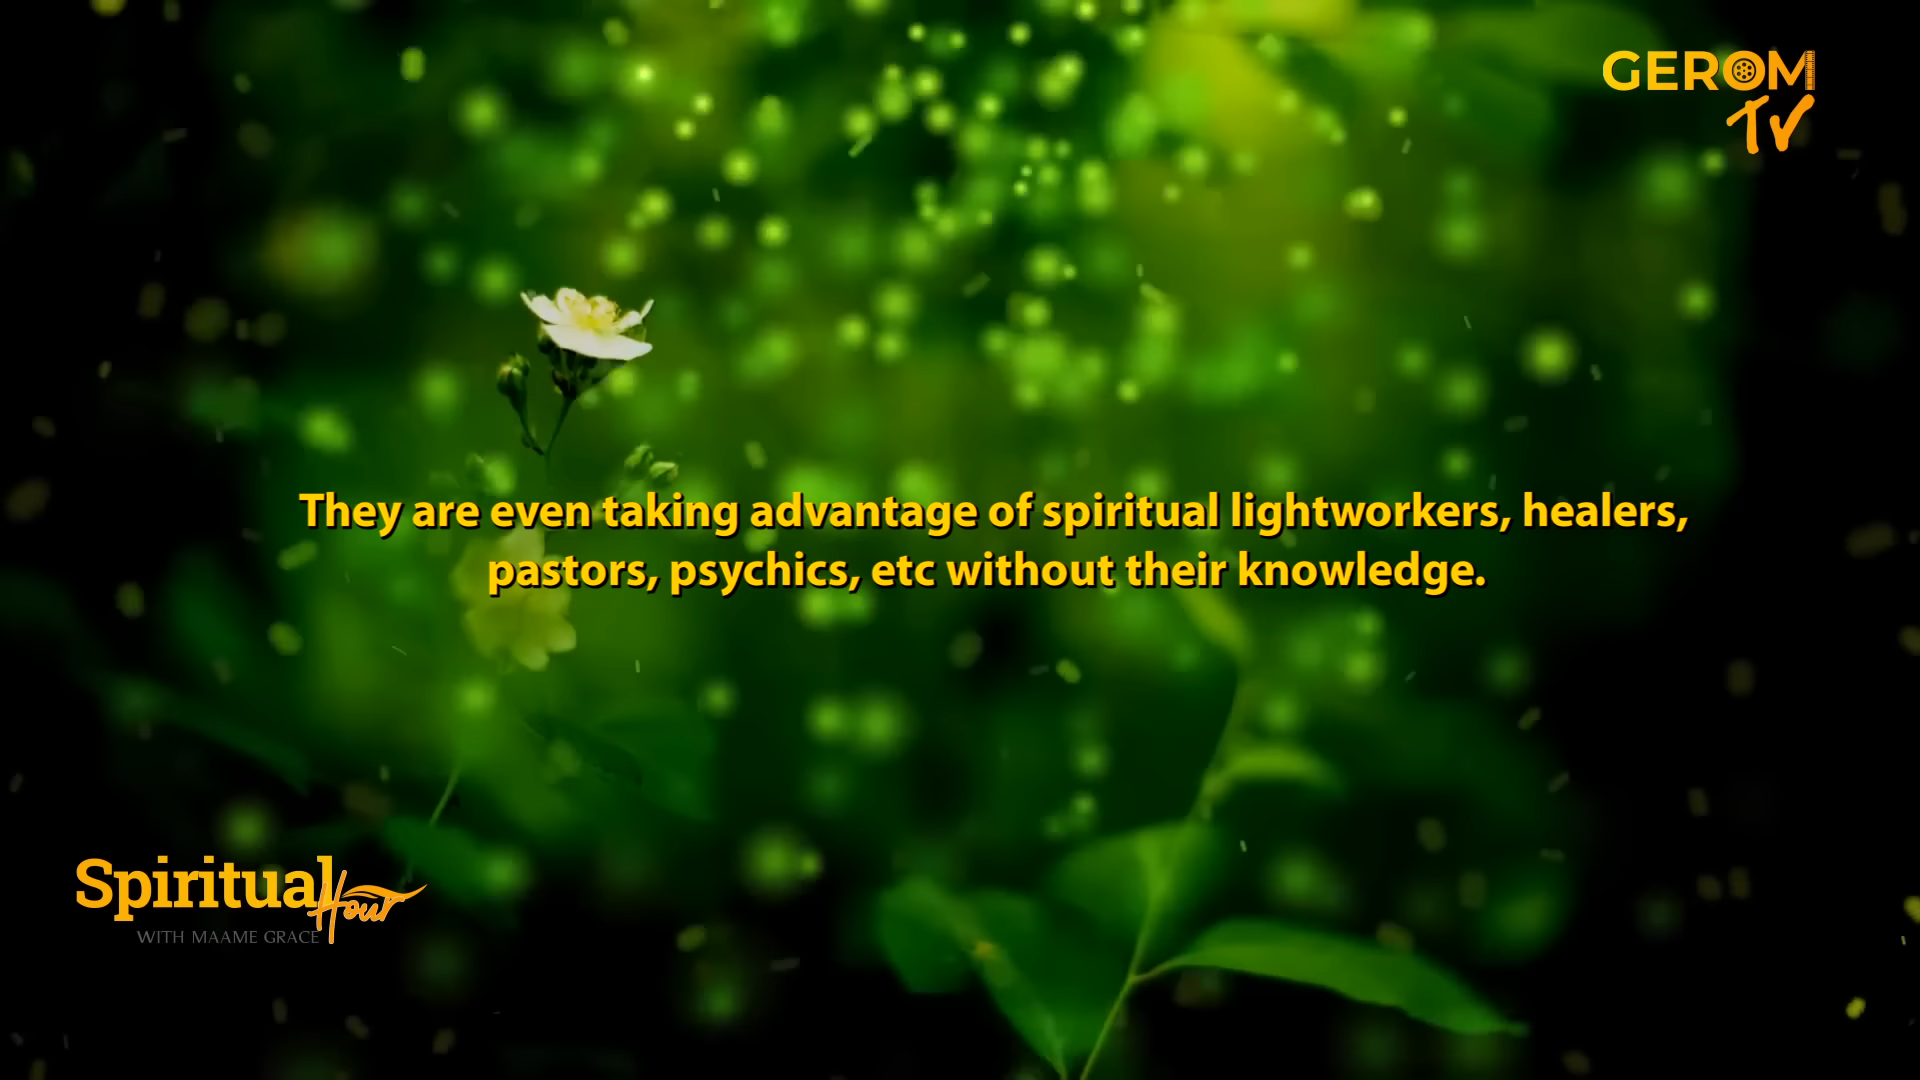 GEROM
TV
They are even taking advantage of spiritual lightworkers, healers,
pastors, psychics, etc without their knowledge.
Spiritual
Hour
WITH MAAME GRACE